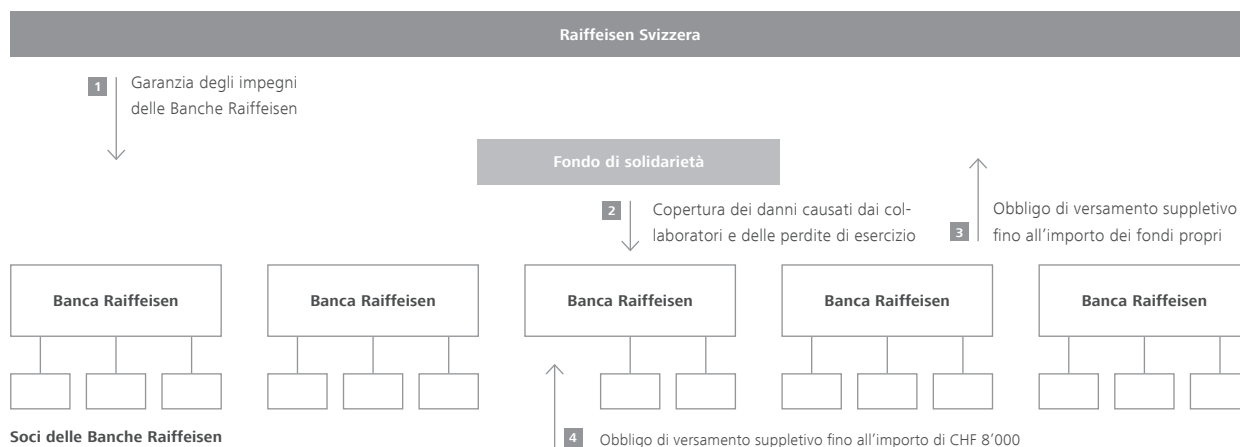 Raiffeisen Svizzera
1
Garanzia degli impegni
delle Banche Raiffeisen
Fondo di solidarietà
2
Copertura dei danni causati dai col-
laboratori e delle perdite di esercizio
3
Obbligo di versamento suppletivo
fino all'importo dei fondi propri
Banca Raiffeisen
Banca Raiffeisen
Banca Raiffeisen
Banca Raiffeisen
Banca Raiffeisen
Soci delle Banche Raiffeisen
4
Obbligo di versamento suppletivo fino all'importo di CHF 8'000